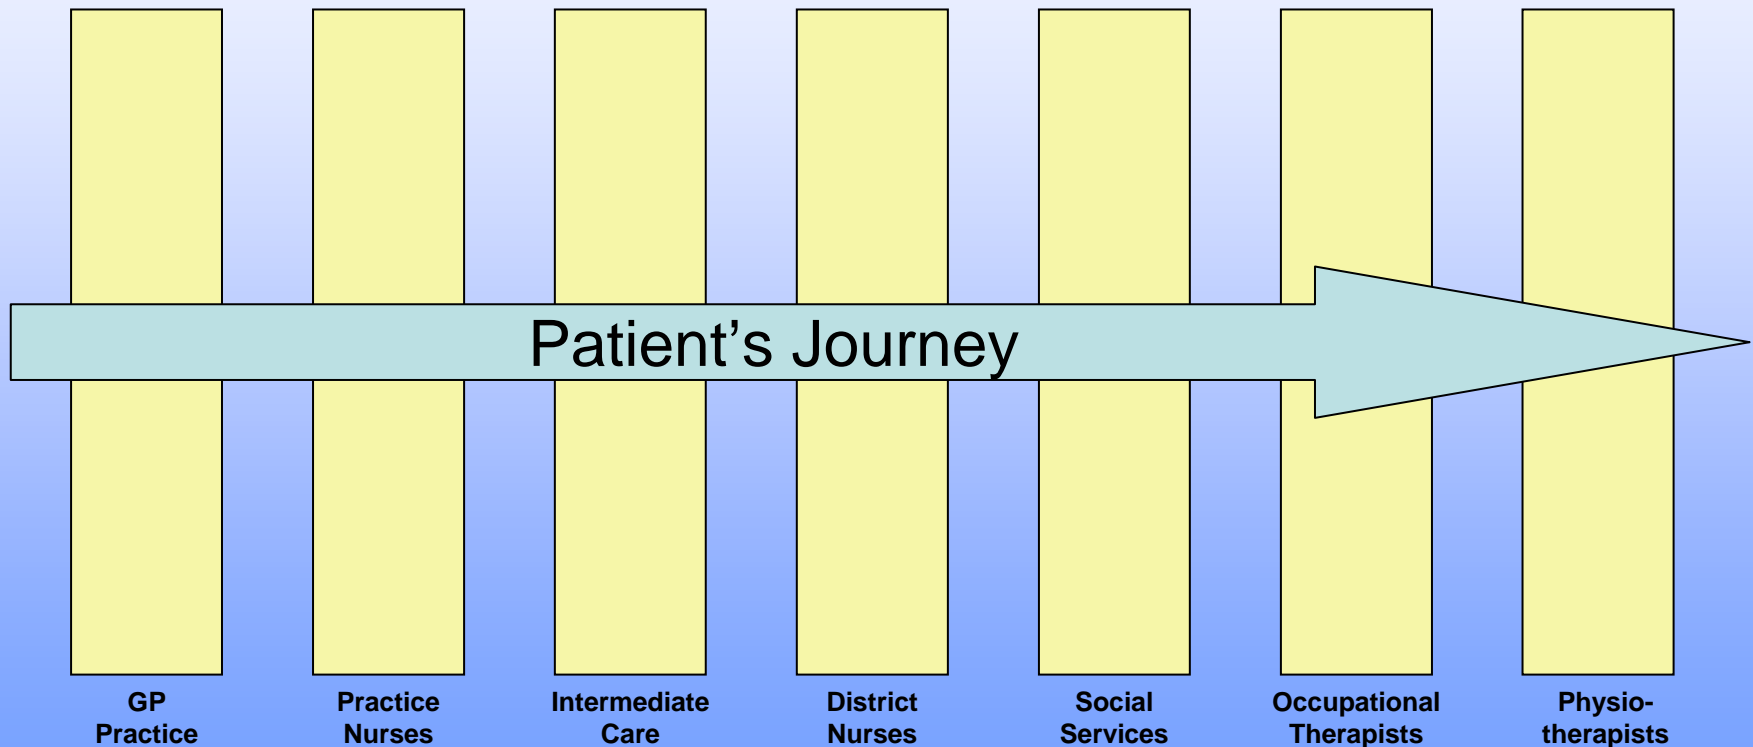 Patient’s Journey
GP
Practice
Practice
Nurses
Intermediate
Care
District
Nurses
Social
Services
Occupational
Therapists
Physio-
therapists